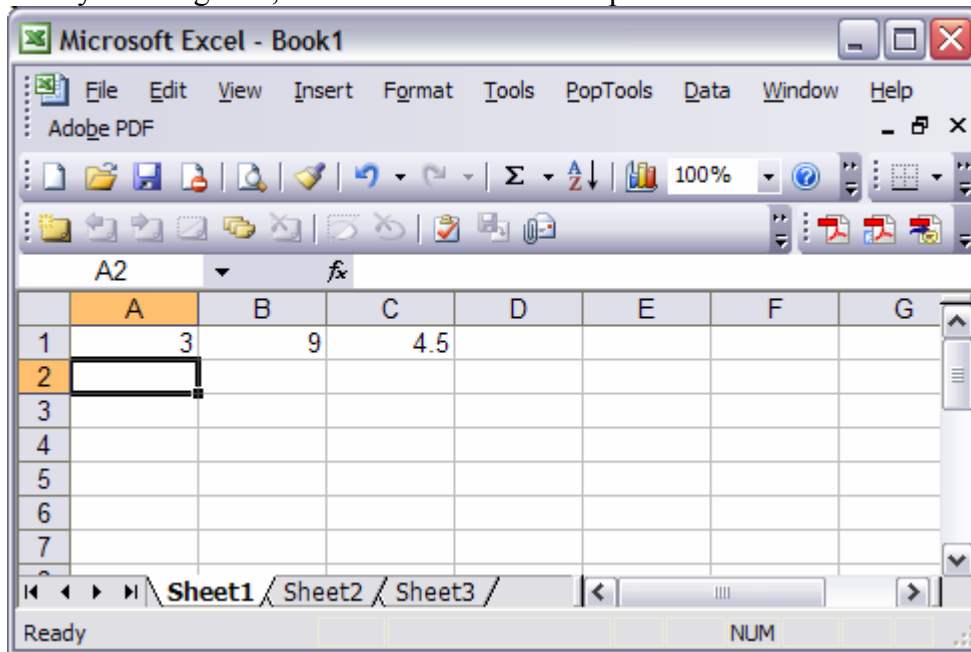 Microsoft Excel - Book1
File Edit View Insert Format Tools PopTools Data Window Help
Adobe PDF
Σ A Z 100%
A2 fx
A B C D E F G
1 3 9 4.5
2
3
4
5
6
7
Sheet1 Sheet2 Sheet3
Ready NUM